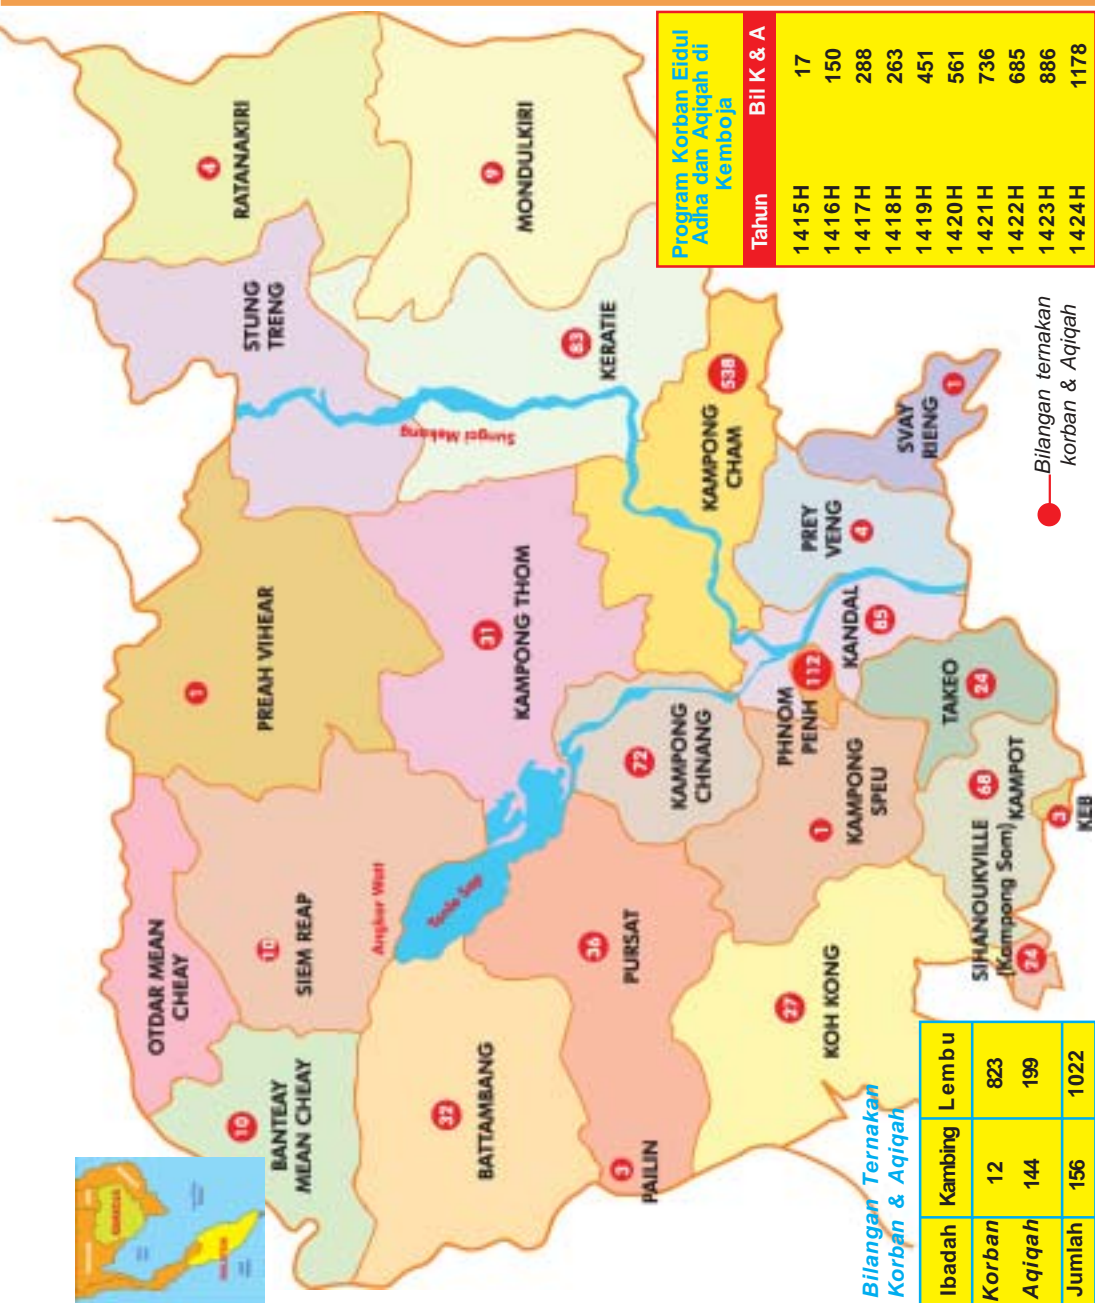 OTDAR MEAN
CHEAY
BANTEAY
MEAN CHEAY
10
SIEM REAP
10
Angkor Watt
PREAH VIHEAR
1
STUNG
TRENG
RATANAKIRI
4
MONDULKIRI
9
BATTAMBANG
32
PAILIN
3
PURSAT
36
Tonle Sap
KAMPONG THOM
31
Sungai Mekong
KERATIE
83
KAMPONG
CHNANG
72
KAMPONG
CHAM
538
KOH KONG
27
KAMPONG
SPEU
1
PHNOM
PENH
112
KANDAL
85
PREY
VENG
4
SVAY
RIENG
1
TAKEO
24
KAMPOT
68
SIHANOUKVILLE
(Kampong Som)
24
KEB
3
Bilangan Ternakan
Korban & Aqiqah
Ibadah Kambing Lembu
Korban 12 823
Aqiqah 144 199
Jumlah 156 1022
Bilangan ternakan
korban & Aqiqah
Program Korban Eidul
Adha dan Aqiqah di
Kemboja
Tahun Bil K & A
1415H 17
1416H 150
1417H 288
1418H 263
1419H 451
1420H 561
1421H 736
1422H 685
1423H 886
1424H 1178